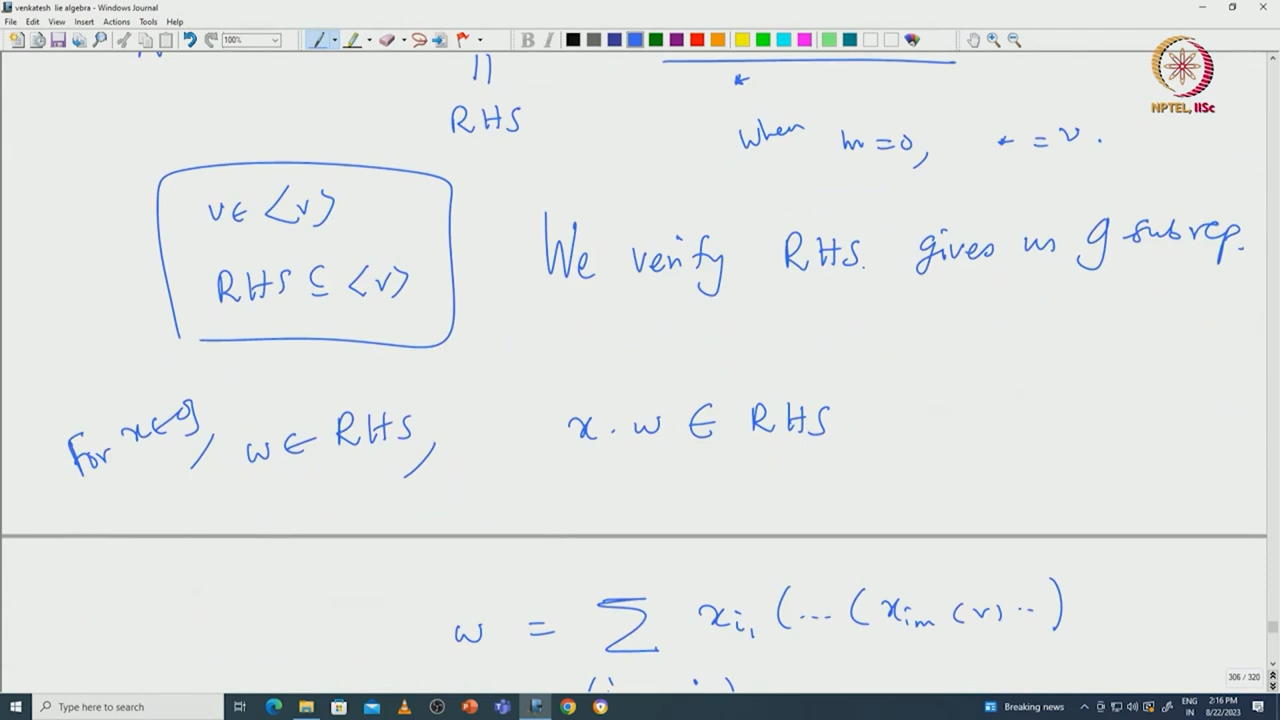 venkatesh lie algebra - Windows Journal
File Edit View Insert Actions Tools Help
100%
NPTEL, IISc
||
RHS
When m = 0, * = v.
v ∈ ⟨v⟩
RHS ⊆ ⟨v⟩
We verify RHS. gives us g subrep.
For x ∈ g, w ∈ RHS, x . w ∈ RHS
w = ∑ x_{i_1} (... (x_{i_m} (v) ..)
306 / 320
Type here to search
Breaking news
ENG
IN
2:16 PM
8/22/2023